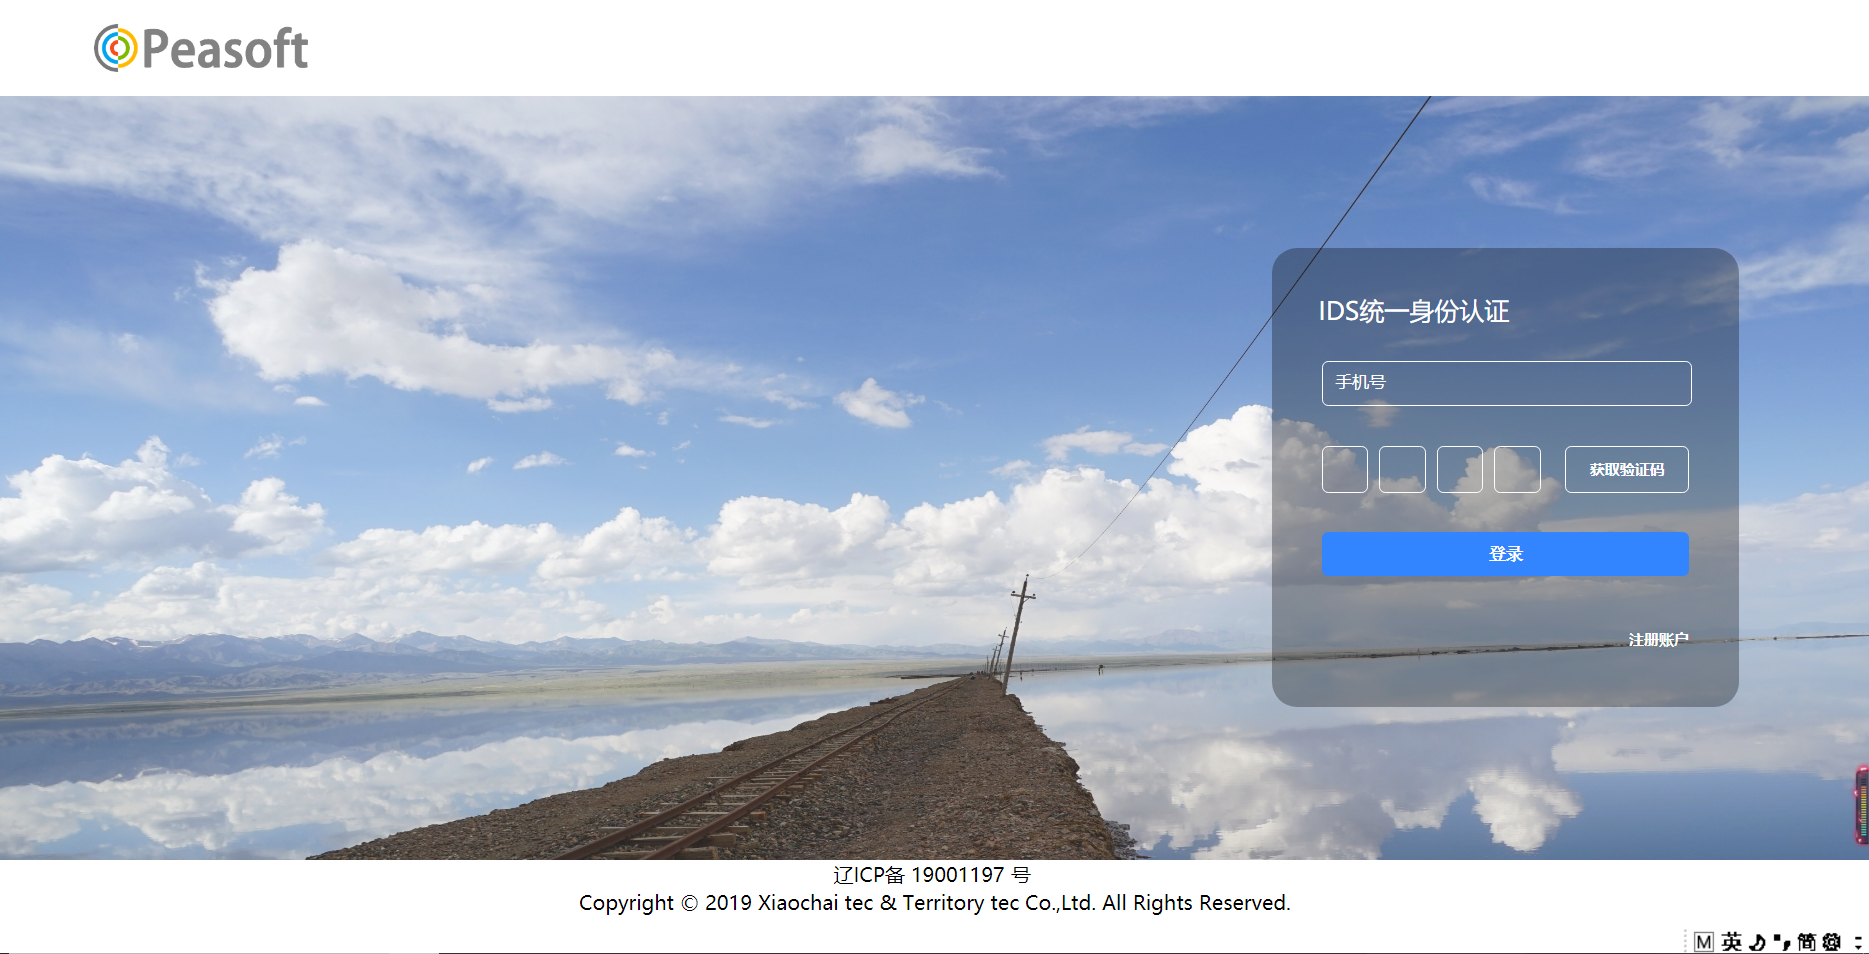 Peasoft
IDS统一身份认证
手机号
获取验证码
登录
注册账户
辽ICP备 19001197 号
Copyright © 2019 Xiaochai tec & Territory tec Co.,Ltd. All Rights Reserved.
M 英 简